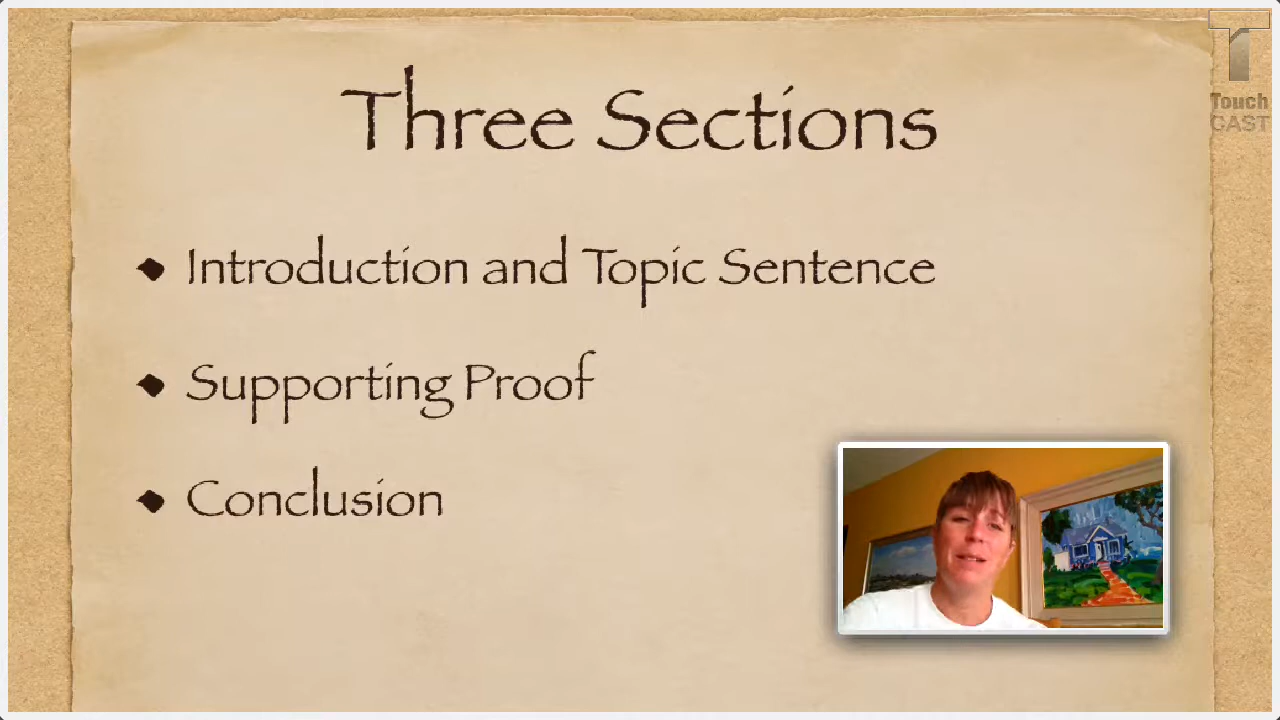 Three Sections
Introduction and Topic Sentence
Supporting Proof
Conclusion
T
Touch
CAST